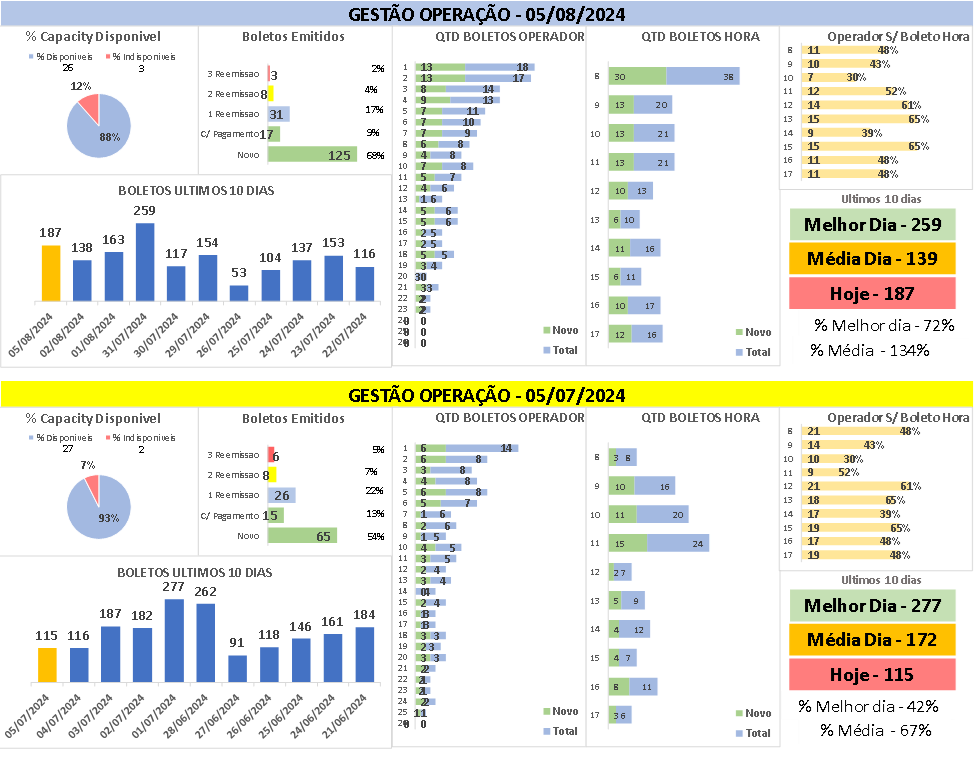 GESTÃO OPERAÇÃO - 05/08/2024
% Capacity Disponivel
% Disponiveis % Indisponiveis
26 3
12%
88%
Boletos Emitidos
3 Reemissao 3 2%
2 Reemissao 8 4%
1 Reemissao 31 17%
C/ Pagamento 17 9%
Novo 125 68%
BOLETOS ULTIMOS 10 DIAS
187 138 163 259 117 154 53 104 137 153 116
05/08/2024 02/08/2024 01/08/2024 31/07/2024 30/07/2024 29/07/2024 26/07/2024 25/07/2024 24/07/2024 23/07/2024 22/07/2024
QTD BOLETOS OPERADOR
1 13 18
2 13 17
3 8 14
4 9 13
5 7 11
6 7 10
7 7 9
8 6 8
9 4 8
10 7 8
11 5 7
12 4 6
13 1 6
14 5 6
15 5 6
16 2 5
17 2 5
18 5 5
19 3 4
20 3 0
21 3 3
22 2
23 2
0 0
0 0
0 0
Novo
Total
QTD BOLETOS HORA
8 30 38
9 13 20
10 13 21
11 13 21
12 10 13
13 6 10
14 11 16
15 6 11
16 10 17
17 12 16
Novo
Total
Operador S/ Boleto Hora
8 11 48%
9 10 43%
10 7 30%
11 12 52%
12 14 61%
13 15 65%
14 9 39%
15 15 65%
16 11 48%
17 11 48%
Ultimos 10 dias
Melhor Dia - 259
Média Dia - 139
Hoje - 187
% Melhor dia - 72%
% Média - 134%
GESTÃO OPERAÇÃO - 05/07/2024
% Capacity Disponivel
% Disponiveis % Indisponiveis
27 2
7%
93%
Boletos Emitidos
3 Reemissao 6 5%
2 Reemissao 8 7%
1 Reemissao 26 22%
C/ Pagamento 15 13%
Novo 65 54%
BOLETOS ULTIMOS 10 DIAS
115 116 187 182 277 262 91 118 146 161 184
05/07/2024 04/07/2024 03/07/2024 02/07/2024 01/07/2024 28/06/2024 27/06/2024 26/06/2024 25/06/2024 24/06/2024 21/06/2024
QTD BOLETOS OPERADOR
1 6 14
2 6 8
3 3 8
4 4 8
5 6 8
6 5 7
7 1 6
8 2 6
9 1 5
10 4 5
11 3 5
12 2 4
13 3 4
14 0 4
15 2 4
16 1 3
17 1 3
18 3 3
19 2 3
20 3 3
21 2
22 1
23 1
24 2
25 1 1
0 0
Novo
Total
QTD BOLETOS HORA
8 3 8
9 10 16
10 11 20
11 15 24
12 2 7
13 5 9
14 4 12
15 4 7
16 8 11
17 3 6
Novo
Total
Operador S/ Boleto Hora
8 21 48%
9 14 43%
10 10 30%
11 9 52%
12 21 61%
13 18 65%
14 17 39%
15 19 65%
16 17 48%
17 19 48%
Ultimos 10 dias
Melhor Dia - 277
Média Dia - 172
Hoje - 115
% Melhor dia - 42%
% Média - 67%